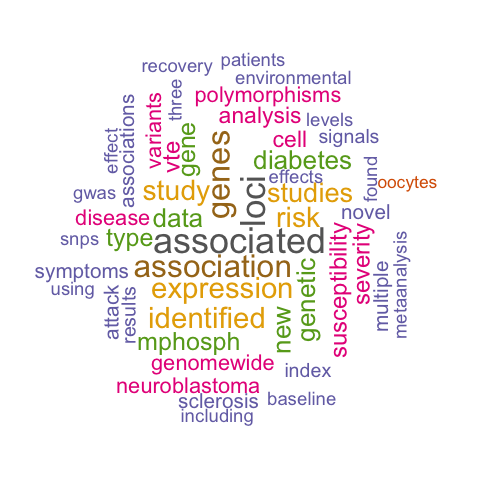 patients
recovery
environmental
three
polymorphisms
associations
variants
analysis
levels
effect
vte
gene
genes
cell
signals
diabetes
gwas
study
loci
effects
studies
found
oocytes
disease
data
risk
novel
snps
type
associated
susceptibility
severity
multiple
metaanalysis
symptoms
association
using
expression
genetic
attack
results
identified
new
mphosph
genomewide
index
neuroblastoma
sclerosis
baseline
including